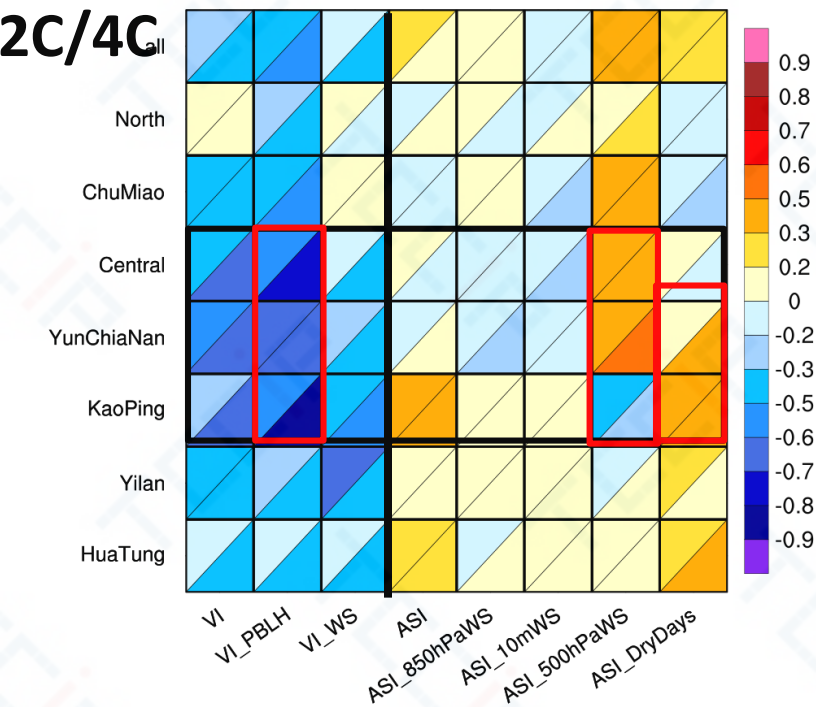 2C/4C
all
North
ChuMiao
Central
YunChiaNan
KaoPing
Yilan
HuaTung
0.9
0.8
0.7
0.6
0.5
0.3
0.2
0
-0.2
-0.3
-0.5
-0.6
-0.7
-0.8
-0.9
VI
VI_PBLH
VI_WS
ASI
ASI_850hPaWS
ASI_10mWS
ASI_500hPaWS
ASI_DryDays